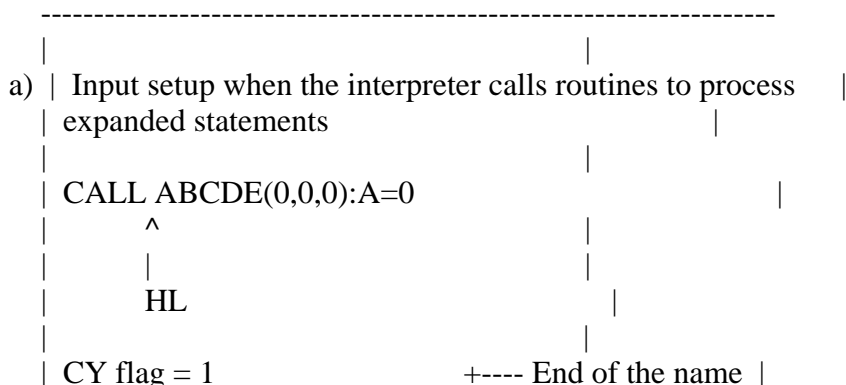 ----------------------------------------------------------------------
| |
a) | Input setup when the interpreter calls routines to process |
| expanded statements |
| |
| CALL ABCDE(0,0,0):A=0 |
| ^ |
| | |
| HL |
| |
| CY flag = 1 +---- End of the name |